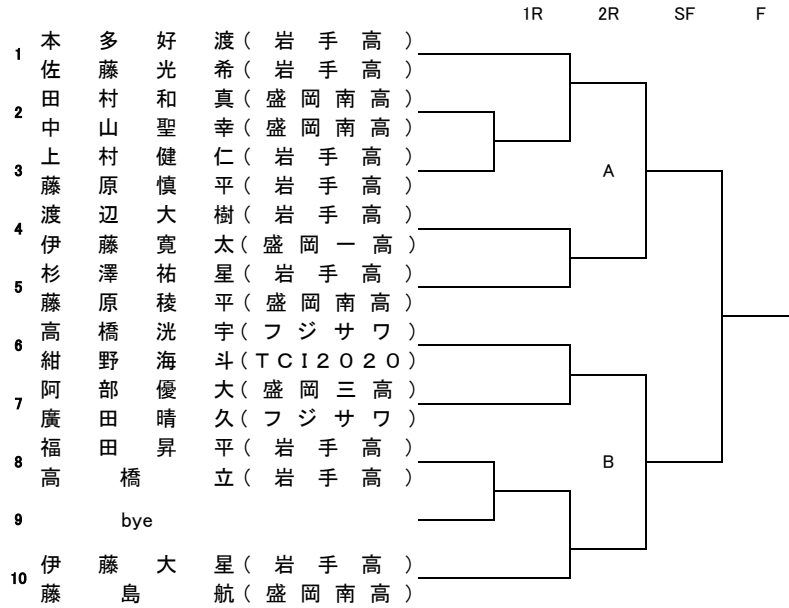 1R 2R SF F
1
本多好渡(岩手高)
佐藤光希(岩手高)
2
田村和真(盛岡南高)
中山聖幸(盛岡南高)
3
上村健仁(岩手高)
藤原慎平(岩手高)
A
4
渡辺大樹(岩手高)
伊藤寛太(盛岡一高)
5
杉澤祐星(岩手高)
藤原稜平(盛岡南高)
6
高橋洸宇(フジサワ)
紺野海斗(TCI2020)
7
阿部優大(盛岡三高)
廣田晴久(フジサワ)
8
福田昇平(岩手高)
高橋立(岩手高)
B
9
bye
10
伊藤大星(岩手高)
藤島航(盛岡南高)